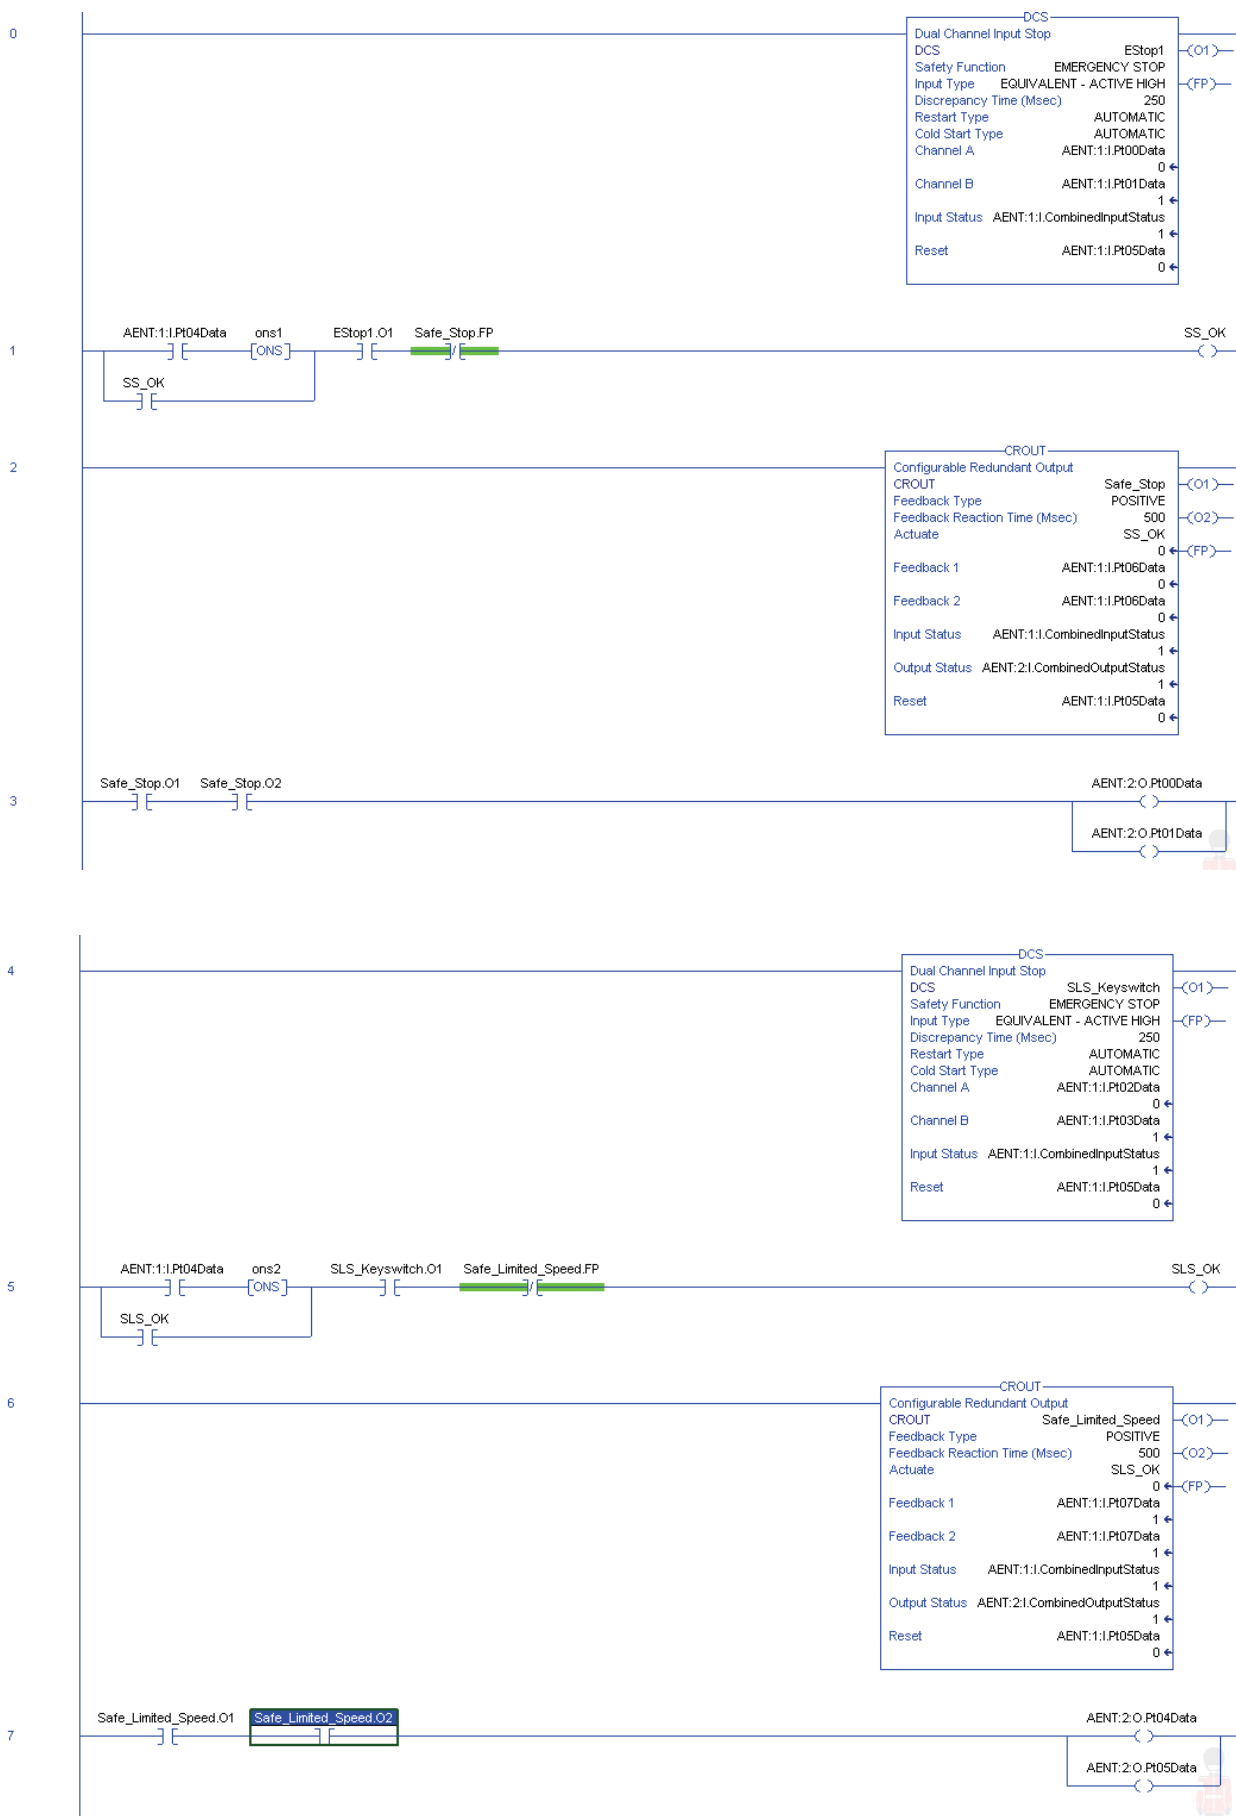 0
DCS
Dual Channel Input Stop
DCS EStop1 (O1)
Safety Function EMERGENCY STOP
Input Type EQUIVALENT - ACTIVE HIGH (FP)
Discrepancy Time (Msec) 250
Restart Type AUTOMATIC
Cold Start Type AUTOMATIC
Channel A AENT:1:I.Pt00Data
0
Channel B AENT:1:I.Pt01Data
1
Input Status AENT:1:I.CombinedInputStatus
1
Reset AENT:1:I.Pt05Data
0
AENT:1:I.Pt04Data ons1 EStop1.O1 Safe_Stop.FP SS_OK
1 ONS
SS_OK
CROUT
2 Configurable Redundant Output
CROUT Safe_Stop (O1)
Feedback Type POSITIVE
Feedback Reaction Time (Msec) 500 (O2)
Actuate SS_OK
0 (FP)
Feedback 1 AENT:1:I.Pt06Data
0
Feedback 2 AENT:1:I.Pt06Data
0
Input Status AENT:1:I.CombinedInputStatus
1
Output Status AENT:2:I.CombinedOutputStatus
1
Reset AENT:1:I.Pt05Data
0
Safe_Stop.O1 Safe_Stop.O2 AENT:2:O.Pt00Data
3
AENT:2:O.Pt01Data
DCS
4 Dual Channel Input Stop
DCS SLS_Keyswitch (O1)
Safety Function EMERGENCY STOP
Input Type EQUIVALENT - ACTIVE HIGH (FP)
Discrepancy Time (Msec) 250
Restart Type AUTOMATIC
Cold Start Type AUTOMATIC
Channel A AENT:1:I.Pt02Data
0
Channel B AENT:1:I.Pt03Data
1
Input Status AENT:1:I.CombinedInputStatus
1
Reset AENT:1:I.Pt05Data
0
AENT:1:I.Pt04Data ons2 SLS_Keyswitch.O1 Safe_Limited_Speed.FP SLS_OK
5 ONS
SLS_OK
CROUT
6 Configurable Redundant Output
CROUT Safe_Limited_Speed (O1)
Feedback Type POSITIVE
Feedback Reaction Time (Msec) 500 (O2)
Actuate SLS_OK
0 (FP)
Feedback 1 AENT:1:I.Pt07Data
1
Feedback 2 AENT:1:I.Pt07Data
1
Input Status AENT:1:I.CombinedInputStatus
1
Output Status AENT:2:I.CombinedOutputStatus
1
Reset AENT:1:I.Pt05Data
0
Safe_Limited_Speed.O1 Safe_Limited_Speed.O2 AENT:2:O.Pt04Data
7
AENT:2:O.Pt05Data